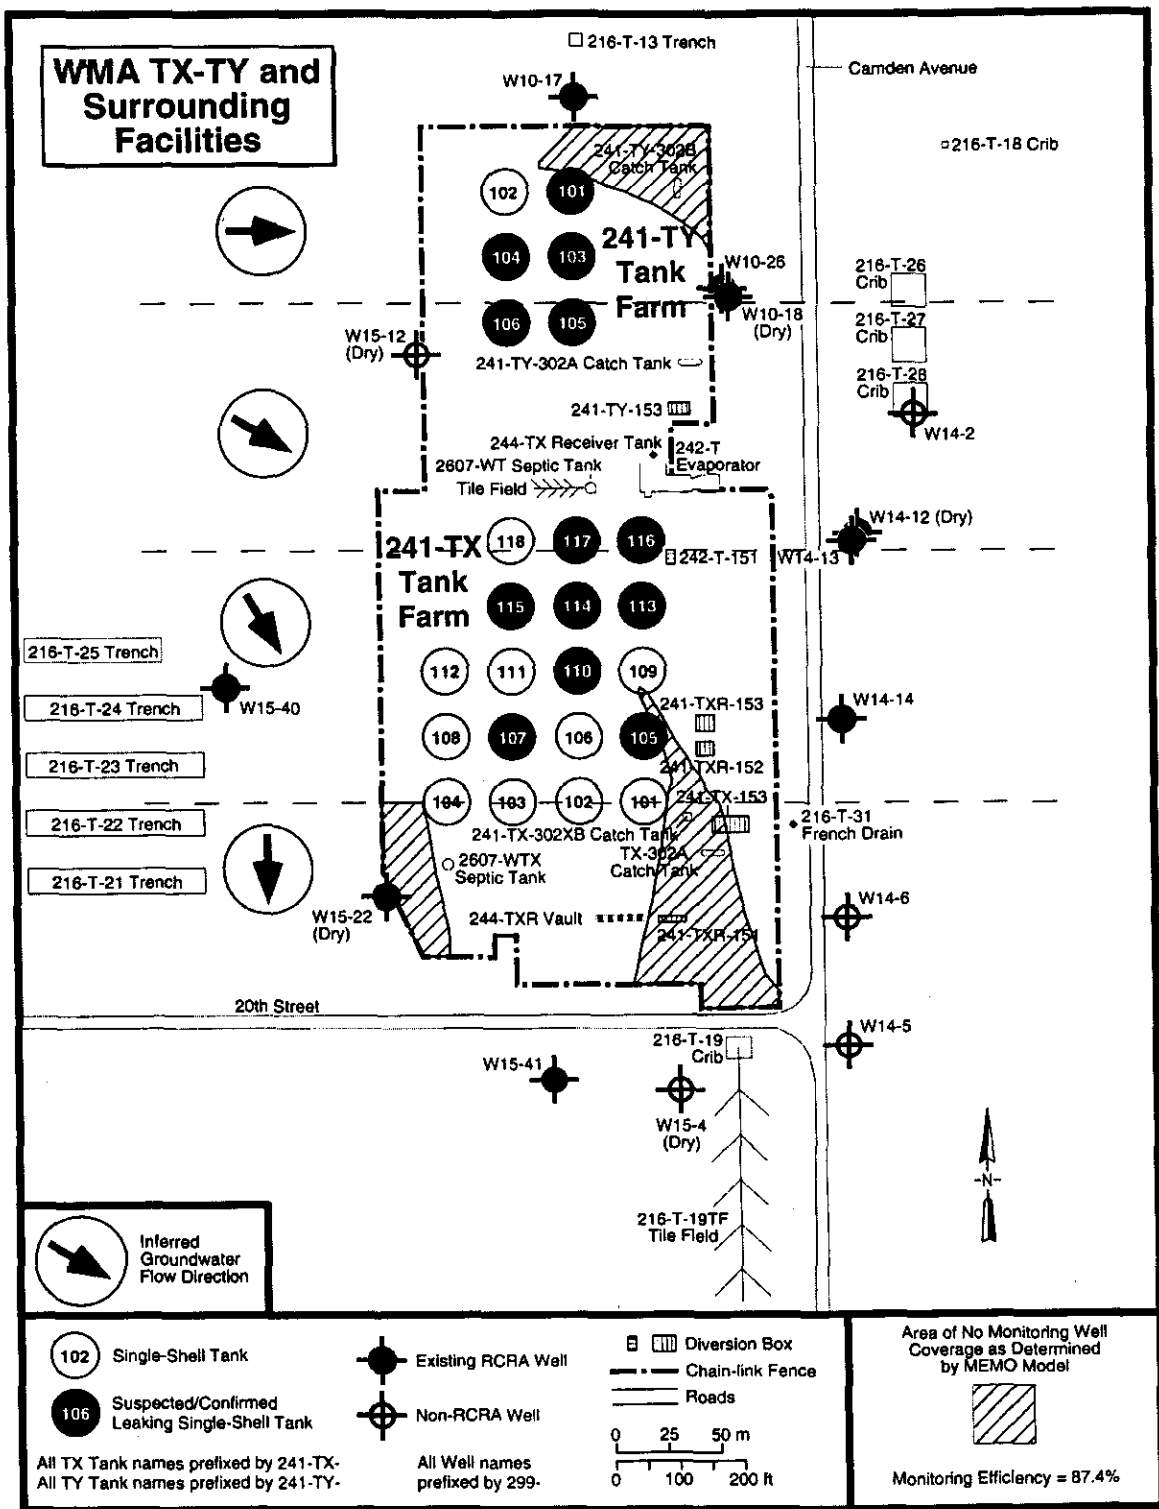 WMA TX-TY and
Surrounding
Facilities
216-T-13 Trench
Camden Avenue
W10-17
216-T-18 Crib
241-TY-302B
Catch Tank
102
101
241-TY
Tank
Farm
104
103
W10-26
216-T-26
Crib
W10-18
(Dry)
106
105
W15-12
(Dry)
216-T-27
Crib
241-TY-302A Catch Tank
216-T-28
Crib
241-TY-153
W14-2
244-TX Receiver Tank
242-T
Evaporator
2607-WT Septic Tank
Tile Field
W14-12 (Dry)
241-TX
Tank
Farm
118
117
116
242-T-151
W14-13
115
114
113
216-T-25 Trench
112
111
110
109
216-T-24 Trench
W15-40
241-TXR-153
W14-14
108
107
106
105
216-T-23 Trench
241-TXR-152
104
103
102
101
241-TX-153
216-T-22 Trench
241-TX-302XB Catch Tank
216-T-31
French Drain
2607-WTX
Septic Tank
TX-302A
Catch Tank
216-T-21 Trench
W14-6
W15-22
(Dry)
244-TXR Vault
241-TXR-151
20th Street
W14-5
216-T-19
Crib
W15-41
W15-4
(Dry)
-N-
216-T-19TF
Tile Field
Inferred
Groundwater
Flow Direction
102
Single-Shell Tank
106
Suspected/Confirmed
Leaking Single-Shell Tank
All TX Tank names prefixed by 241-TX-
All TY Tank names prefixed by 241-TY-
Existing RCRA Well
Non-RCRA Well
All Well names
prefixed by 299-
Diversion Box
Chain-link Fence
Roads
0 25 50 m
0 100 200 ft
Area of No Monitoring Well
Coverage as Determined
by MEMO Model
Monitoring Efficiency = 87.4%